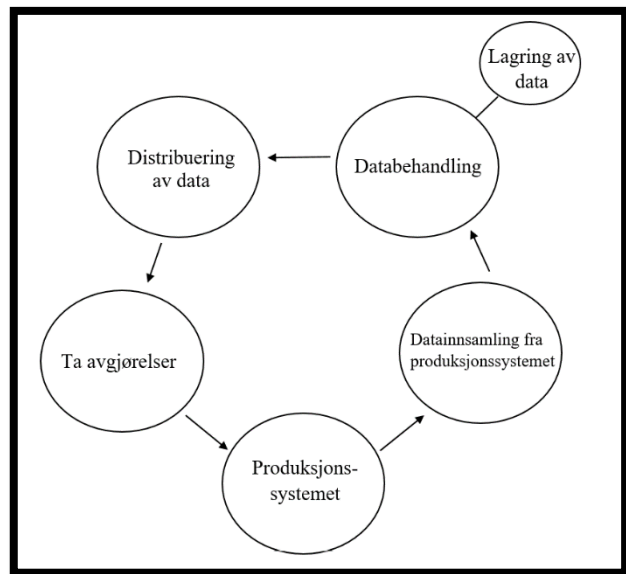 Lagring av
data
Distribuering
av data
Databehandling
Ta avgjørelser
Datainnsamling fra
produksjonssystemet
Produksjons-
systemet